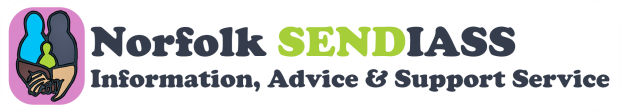 Norfolk SENDIASS
Information, Advice & Support Service